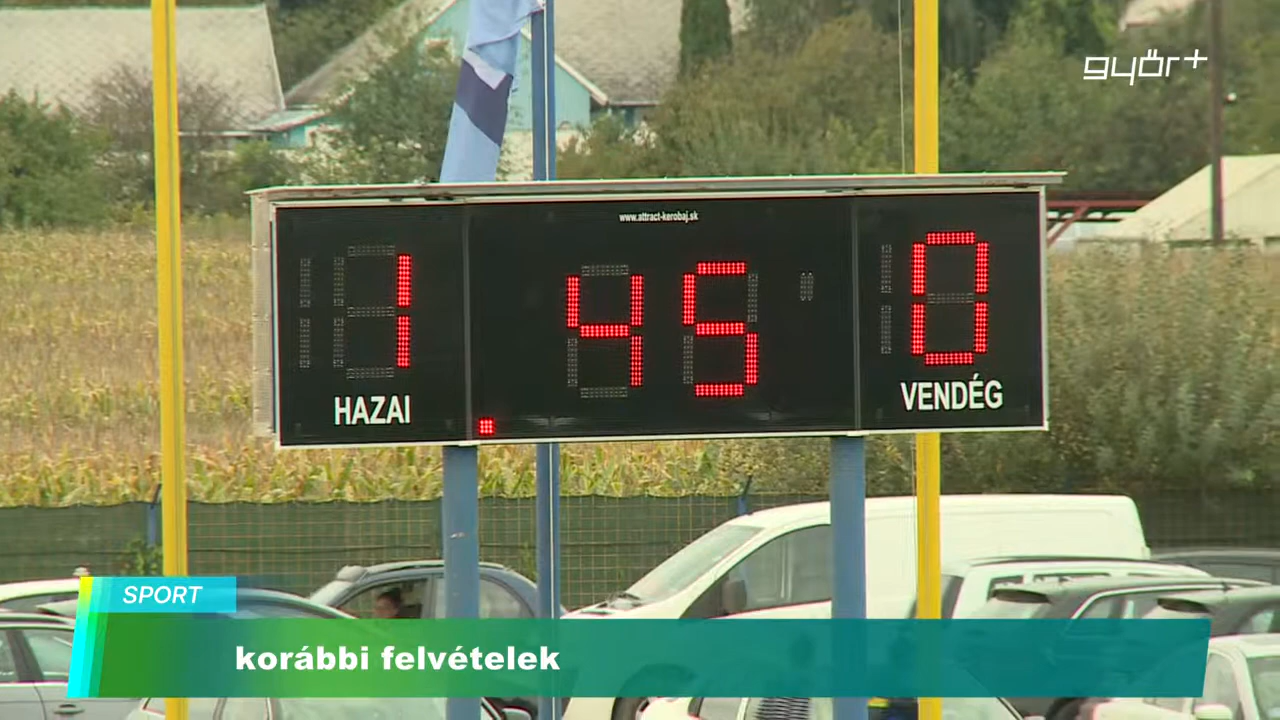 győr+
www.attract-kerobaj.sk
1 45 0
HAZAI VENDÉG
SPORT
korábbi felvételek